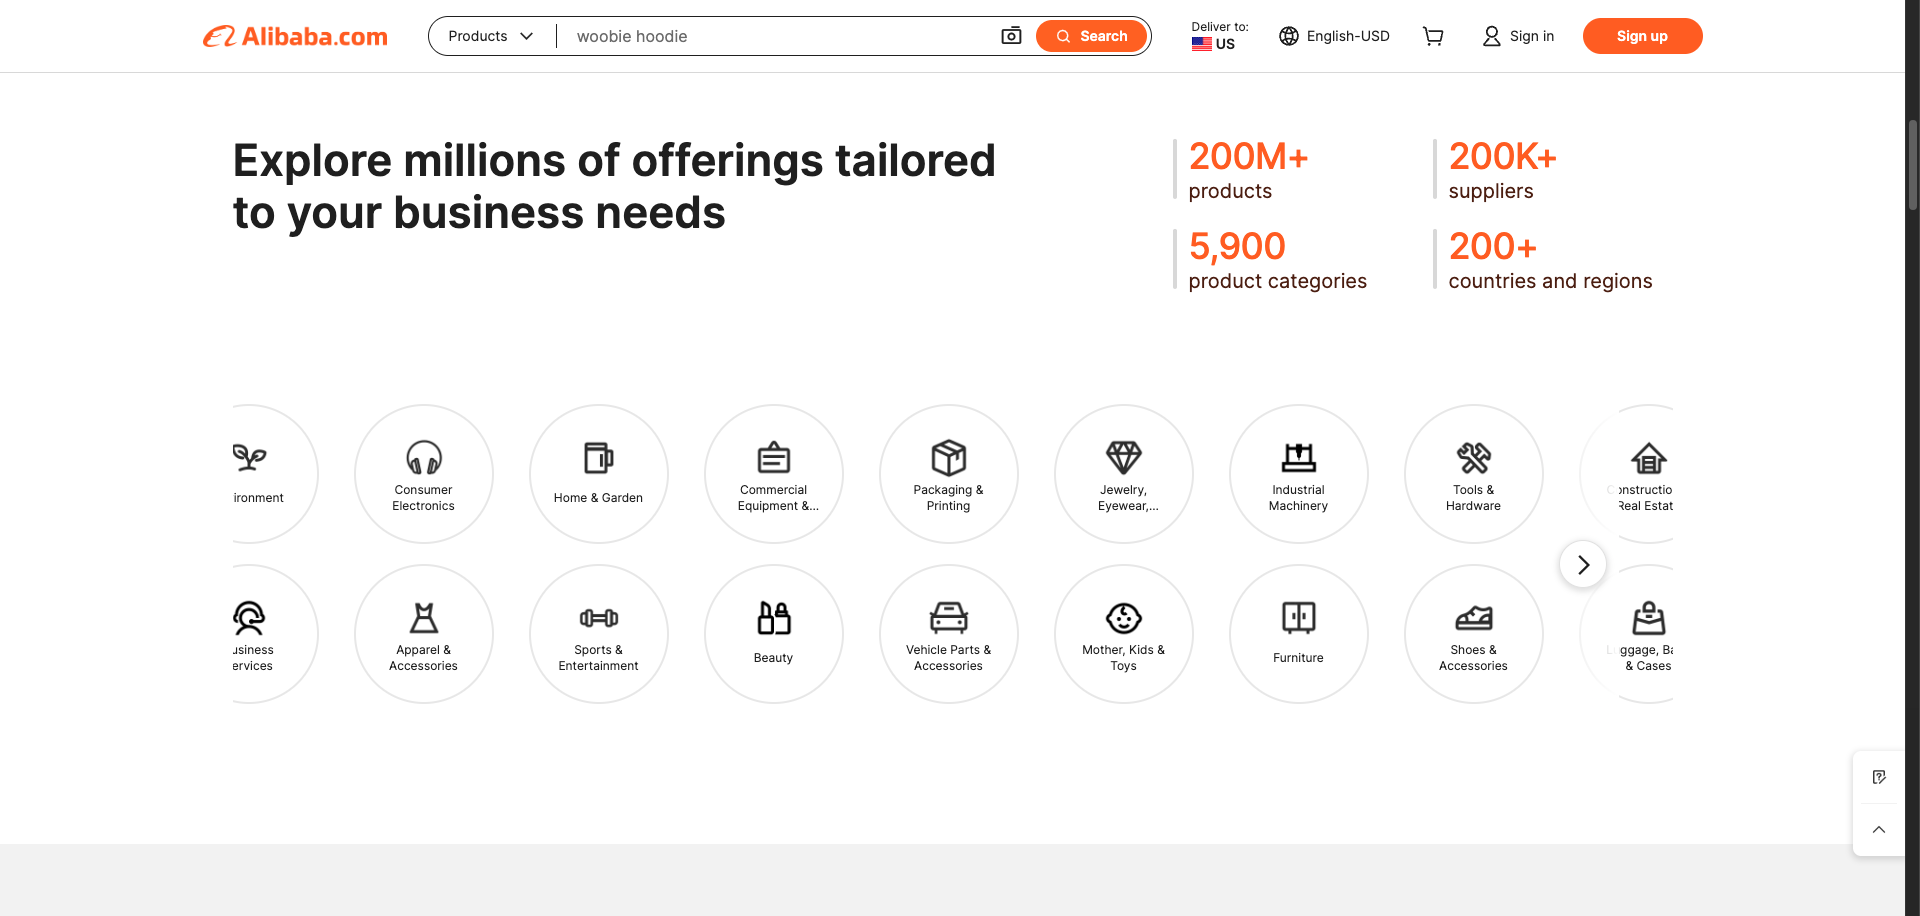 Alibaba.com
Products
woobie hoodie
Search
Deliver to:
US
English-USD
Sign in
Sign up
Explore millions of offerings tailored
to your business needs
200M+
products
200K+
suppliers
5,900
product categories
200+
countries and regions
ironment
Consumer
Electronics
Home & Garden
Commercial
Equipment &...
Packaging &
Printing
Jewelry,
Eyewear,...
Industrial
Machinery
Tools &
Hardware
Constructio
Real Estat
usiness
ervices
Apparel &
Accessories
Sports &
Entertainment
Beauty
Vehicle Parts &
Accessories
Mother, Kids &
Toys
Furniture
Shoes &
Accessories
Luggage, Ba
& Cases